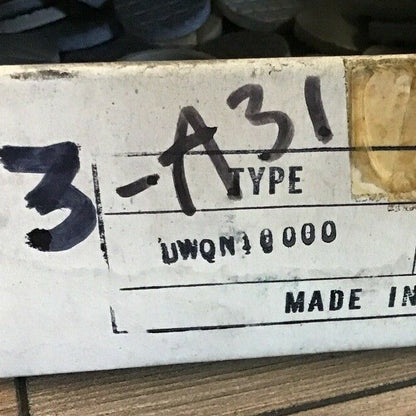 3-A31
TYPE
UWQN10000
MADE IN